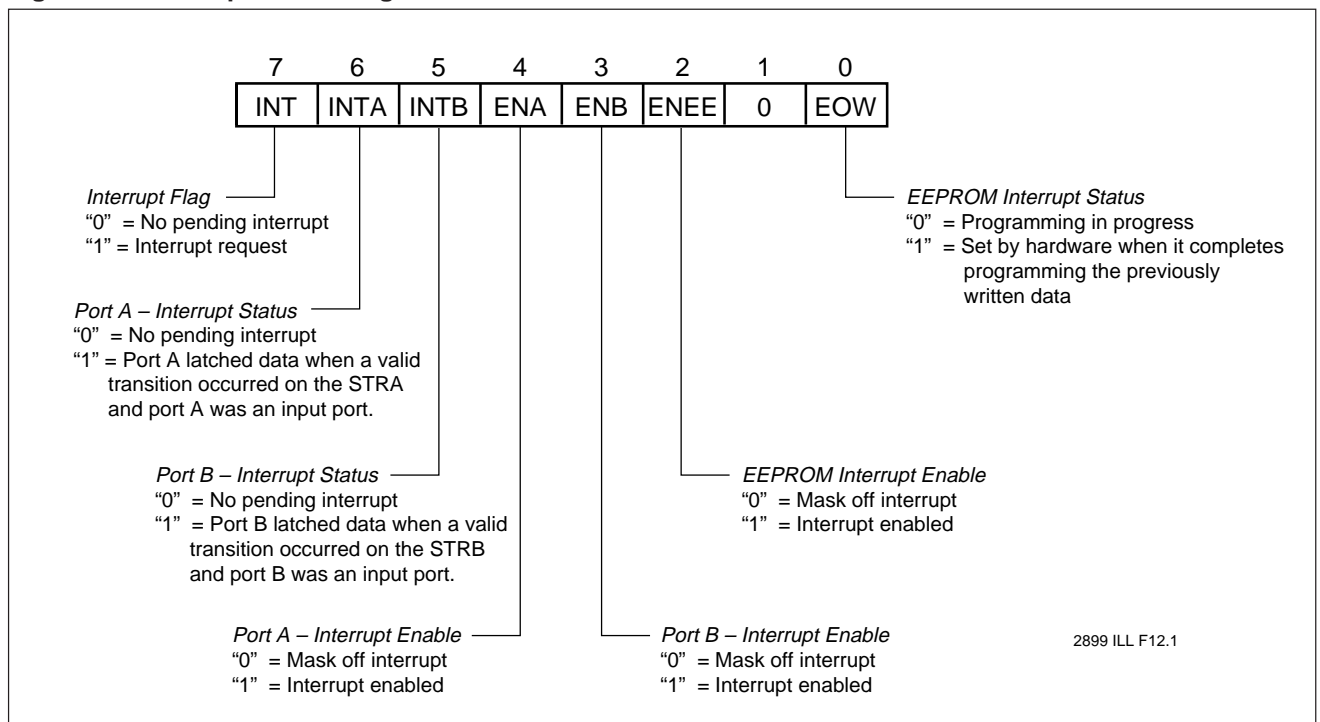 7 6 5 4 3 2 1 0
INT INTA INTB ENA ENB ENEE 0 EOW
Interrupt Flag
“0” = No pending interrupt
“1” = Interrupt request
EEPROM Interrupt Status
“0” = Programming in progress
“1” = Set by hardware when it completes
programming the previously
written data
Port A – Interrupt Status
“0” = No pending interrupt
“1” = Port A latched data when a valid
transition occurred on the STRA
and port A was an input port.
Port B – Interrupt Status
“0” = No pending interrupt
“1” = Port B latched data when a valid
transition occurred on the STRB
and port B was an input port.
EEPROM Interrupt Enable
“0” = Mask off interrupt
“1” = Interrupt enabled
Port A – Interrupt Enable
“0” = Mask off interrupt
“1” = Interrupt enabled
Port B – Interrupt Enable
“0” = Mask off interrupt
“1” = Interrupt enabled
2899 ILL F12.1